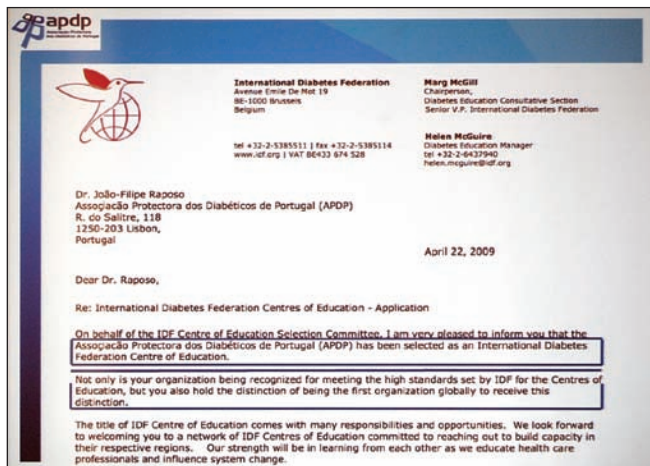 apdp
Associação Protectora
dos Diabéticos de Portugal
International Diabetes Federation
Avenue Emile De Mot 19
BE-1000 Brussels
Belgium
tel +32-2-5385511 | fax +32-2-5385114
www.idf.org | VAT BE433 674 528
Marg McGill
Chairperson,
Diabetes Education Consultative Section
Senior V.P. International Diabetes Federation
Helen McGuire
Diabetes Education Manager
tel +32-2-6437940
helen.mcguire@idf.org
Dr. João-Filipe Raposo
Assogiação Protectora dos Diabéticos de Portugal (APDP)
R. do Salitre, 118
1250-203 Lisbon,
Portugal
April 22, 2009
Dear Dr. Raposo,
Re: International Diabetes Federation Centres of Education - Application
On behalf of the IDF Centre of Education Selection Committee, I am very pleased to inform you that the
Assogiação Protectora dos Diabéticos de Portugal (APDP) has been selected as an International Diabetes
Federation Centre of Education.
Not only is your organization being recognized for meeting the high standards set by IDF for the Centres of
Education, but you also hold the distinction of being the first organization globally to receive this
distinction.
The title of IDF Centre of Education comes with many responsibilities and opportunities. We look forward
to welcoming you to a network of IDF Centres of Education committed to reaching out to build capacity in
their respective regions. Our strength will be in learning from each other as we educate health care
professionals and influence system change.